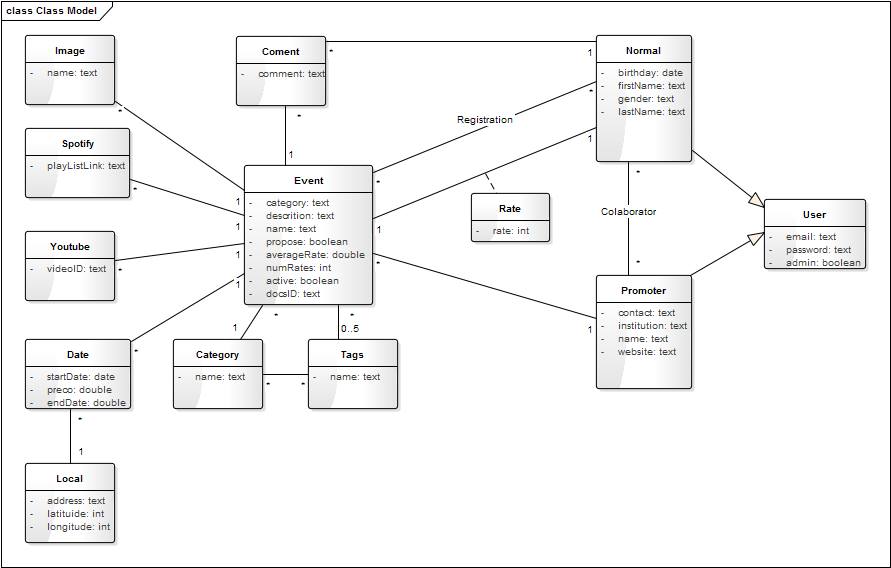 class Class Model
Image
- name: text
Coment
- comment: text
Normal
- birthday: date
- firstName: text
- gender: text
- lastName: text
*
1
*
*
1
Registration
*
*
1
1
Spotify
- playListLink: text
*
Event
- category: text
- descrition: text
- name: text
- propose: boolean
- averageRate: double
- numRates: int
- active: boolean
- docsID: text
1
1
1
1
*
Rate
- rate: int
Colaborator
*
*
User
- email: text
- password: text
- admin: boolean
Youtube
- videoID: text
*
Promoter
- contact: text
- institution: text
- name: text
- website: text
*
1
*
1
*
0..5
Date
- startDate: date
- preco: double
- endDate: double
*
Category
- name: text
*
*
Tags
- name: text
*
1
Local
- address: text
- latituide: int
- longitude: int